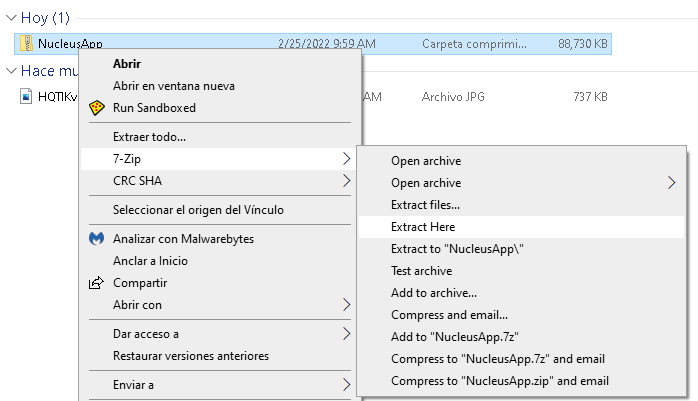 Hoy (1)
NucleusApp 2/25/2022 9:59 AM Carpeta comprimi... 88,730 KB
Hace mu
HQTIKv AM Archivo JPG 737 KB
Abrir
Abrir en ventana nueva
Run Sandboxed
Extraer todo...
7-Zip
CRC SHA
Seleccionar el origen del Vínculo
Analizar con Malwarebytes
Anclar a Inicio
Compartir
Abrir con
Dar acceso a
Restaurar versiones anteriores
Enviar a
Open archive
Open archive
Extract files...
Extract Here
Extract to "NucleusApp\"
Test archive
Add to archive...
Compress and email...
Add to "NucleusApp.7z"
Compress to "NucleusApp.7z" and email
Compress to "NucleusApp.zip" and email